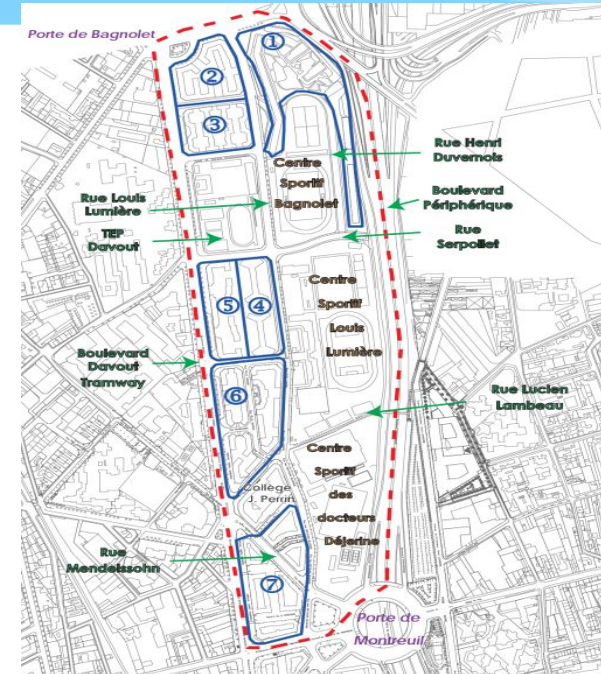 Porte de Bagnolet
①
②
③
Centre
Sportif
Bagnolet
Rue Henri
Duvernois
Rue Louis
Lumière
Boulevard
Périphérique
TEP
Davout
Rue
Serpollet
⑤
④
Centre
Sportif
Louis
Lumière
Boulevard
Davout
Tramway
⑥
Rue Lucien
Lambeau
Centre
Sportif
des
docteurs
Déjerine
Collège
J. Perrin
Rue
Mendelssohn
⑦
Porte de
Montreuil